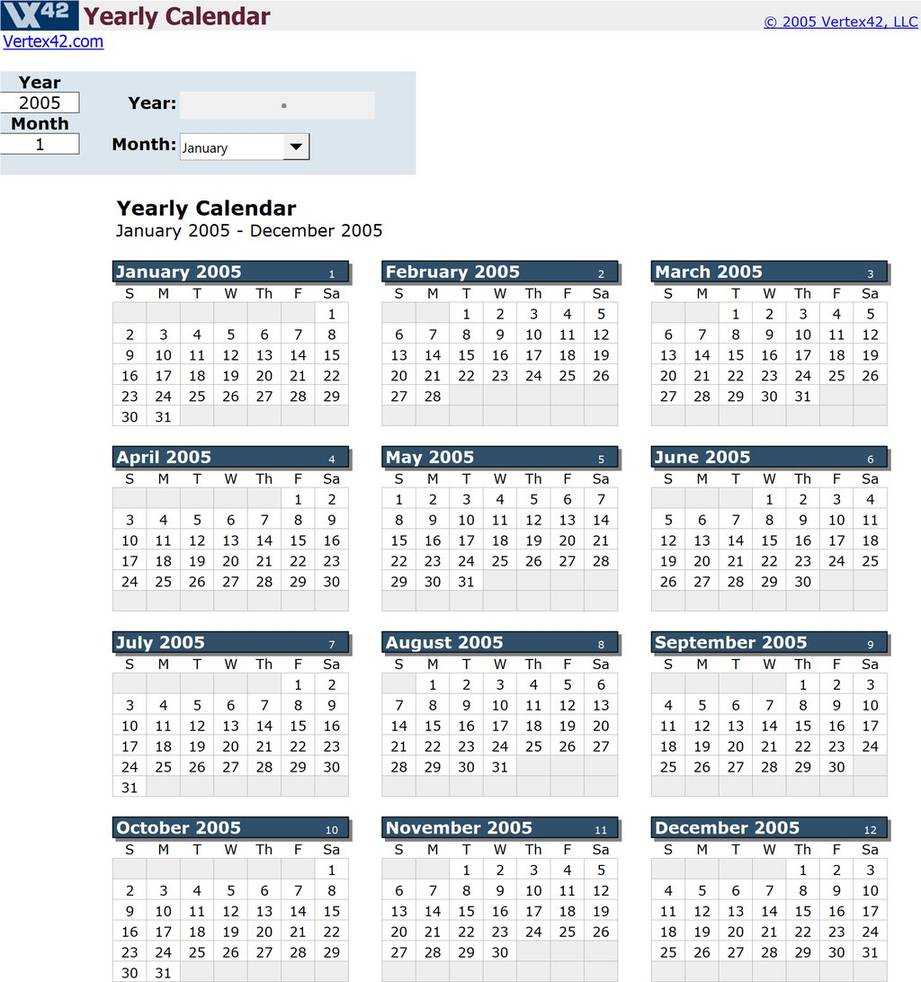 VX42 Yearly Calendar
© 2005 Vertex42, LLC
Vertex42.com
Year
2005
Year:
Month
1
Month: January
Yearly Calendar
January 2005 - December 2005
January 2005 1
S M T W Th F Sa
1
2 3 4 5 6 7 8
9 10 11 12 13 14 15
16 17 18 19 20 21 22
23 24 25 26 27 28 29
30 31
February 2005 2
S M T W Th F Sa
1 2 3 4 5
6 7 8 9 10 11 12
13 14 15 16 17 18 19
20 21 22 23 24 25 26
27 28
March 2005 3
S M T W Th F Sa
1 2 3 4 5
6 7 8 9 10 11 12
13 14 15 16 17 18 19
20 21 22 23 24 25 26
27 28 29 30 31
April 2005 4
S M T W Th F Sa
1 2
3 4 5 6 7 8 9
10 11 12 13 14 15 16
17 18 19 20 21 22 23
24 25 26 27 28 29 30
May 2005 5
S M T W Th F Sa
1 2 3 4 5 6 7
8 9 10 11 12 13 14
15 16 17 18 19 20 21
22 23 24 25 26 27 28
29 30 31
June 2005 6
S M T W Th F Sa
1 2 3 4
5 6 7 8 9 10 11
12 13 14 15 16 17 18
19 20 21 22 23 24 25
26 27 28 29 30
July 2005 7
S M T W Th F Sa
1 2
3 4 5 6 7 8 9
10 11 12 13 14 15 16
17 18 19 20 21 22 23
24 25 26 27 28 29 30
31
August 2005 8
S M T W Th F Sa
1 2 3 4 5 6
7 8 9 10 11 12 13
14 15 16 17 18 19 20
21 22 23 24 25 26 27
28 29 30 31
September 2005 9
S M T W Th F Sa
1 2 3
4 5 6 7 8 9 10
11 12 13 14 15 16 17
18 19 20 21 22 23 24
25 26 27 28 29 30
October 2005 10
S M T W Th F Sa
1
2 3 4 5 6 7 8
9 10 11 12 13 14 15
16 17 18 19 20 21 22
23 24 25 26 27 28 29
30 31
November 2005 11
S M T W Th F Sa
1 2 3 4 5
6 7 8 9 10 11 12
13 14 15 16 17 18 19
20 21 22 23 24 25 26
27 28 29 30
December 2005 12
S M T W Th F Sa
1 2 3
4 5 6 7 8 9 10
11 12 13 14 15 16 17
18 19 20 21 22 23 24
25 26 27 28 29 30 31